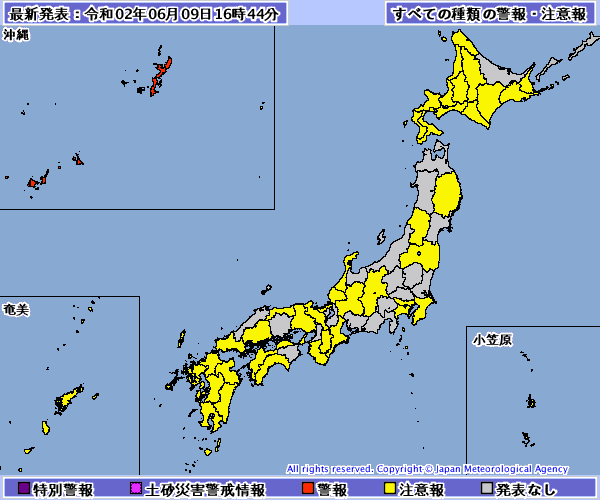 最新発表：令和02年06月09日16時44分
すべての種類の警報・注意報
沖縄
奄美
小笠原
All rights reserved. Copyright © Japan Meteorological Agency
特別警報 土砂災害警戒情報 警報 注意報 発表なし